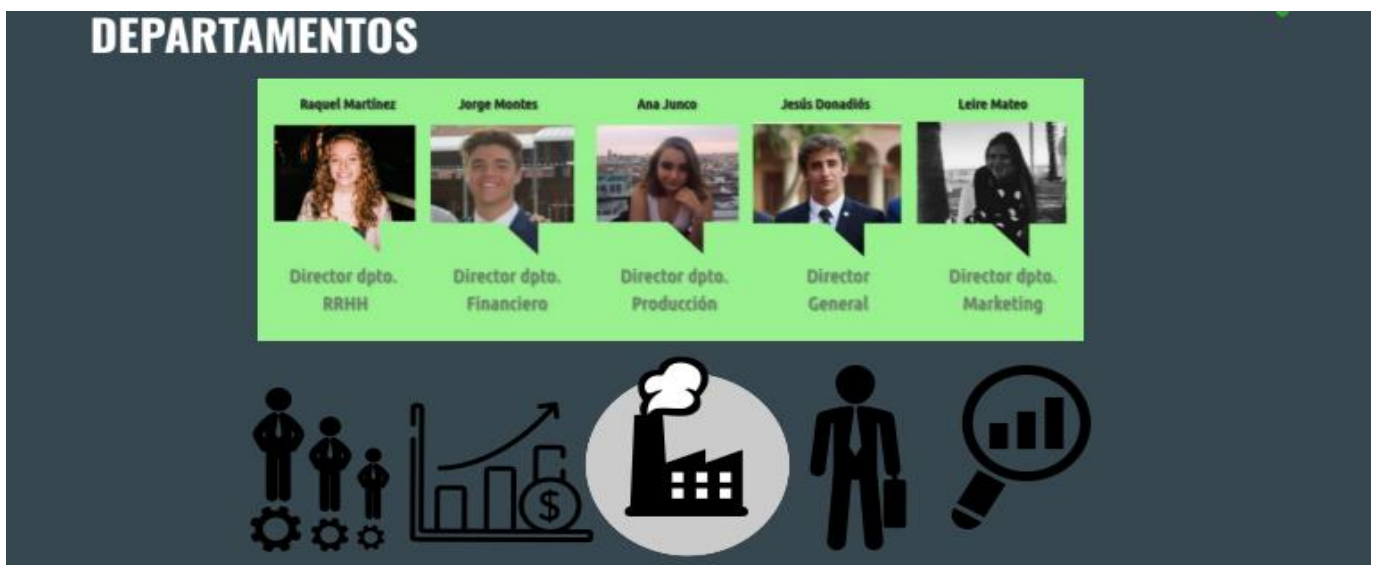 DEPARTAMENTOS
Raquel Martínez
Jorge Montes
Ana Junco
Jesús Donadiós
Leire Mateo
Director dpto.
RRHH
Director dpto.
Financiero
Director dpto.
Producción
Director
General
Director dpto.
Marketing
$